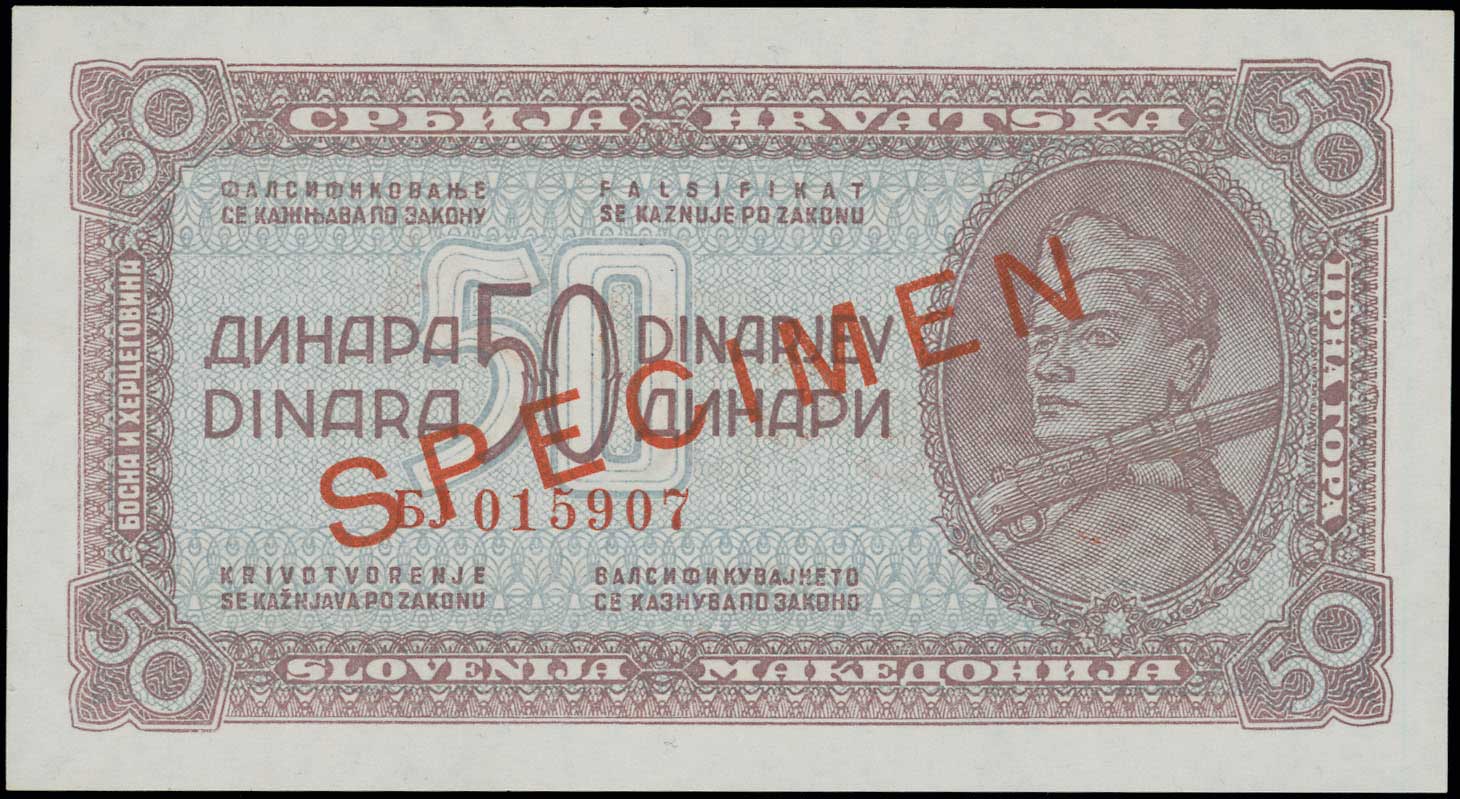 50
СРБИЈА HRVATSKA
50
ФАЛСИФИКОВАЊЕ
СЕ КАЖЊАВА ПО ЗАКОНУ
FALSIFIKAT
SE KAZNUJE PO ZAKONU
БОСНА И ХЕРЦЕГОВИНА
50
ДИНАРА 50 DINARJEV
DINARA ДИНАРИ
SPECIMEN
БЈ 015907
ЦРНА ГОРА
KRIVOTVORENJE
SE KAŽNJAVA PO ZAKONU
ВАЛСИФИКУВАЈНЕТО
СЕ КАЗНУВА ПО ЗАКОНО
50
SLOVENIJA МАКЕДОНИЈА
50